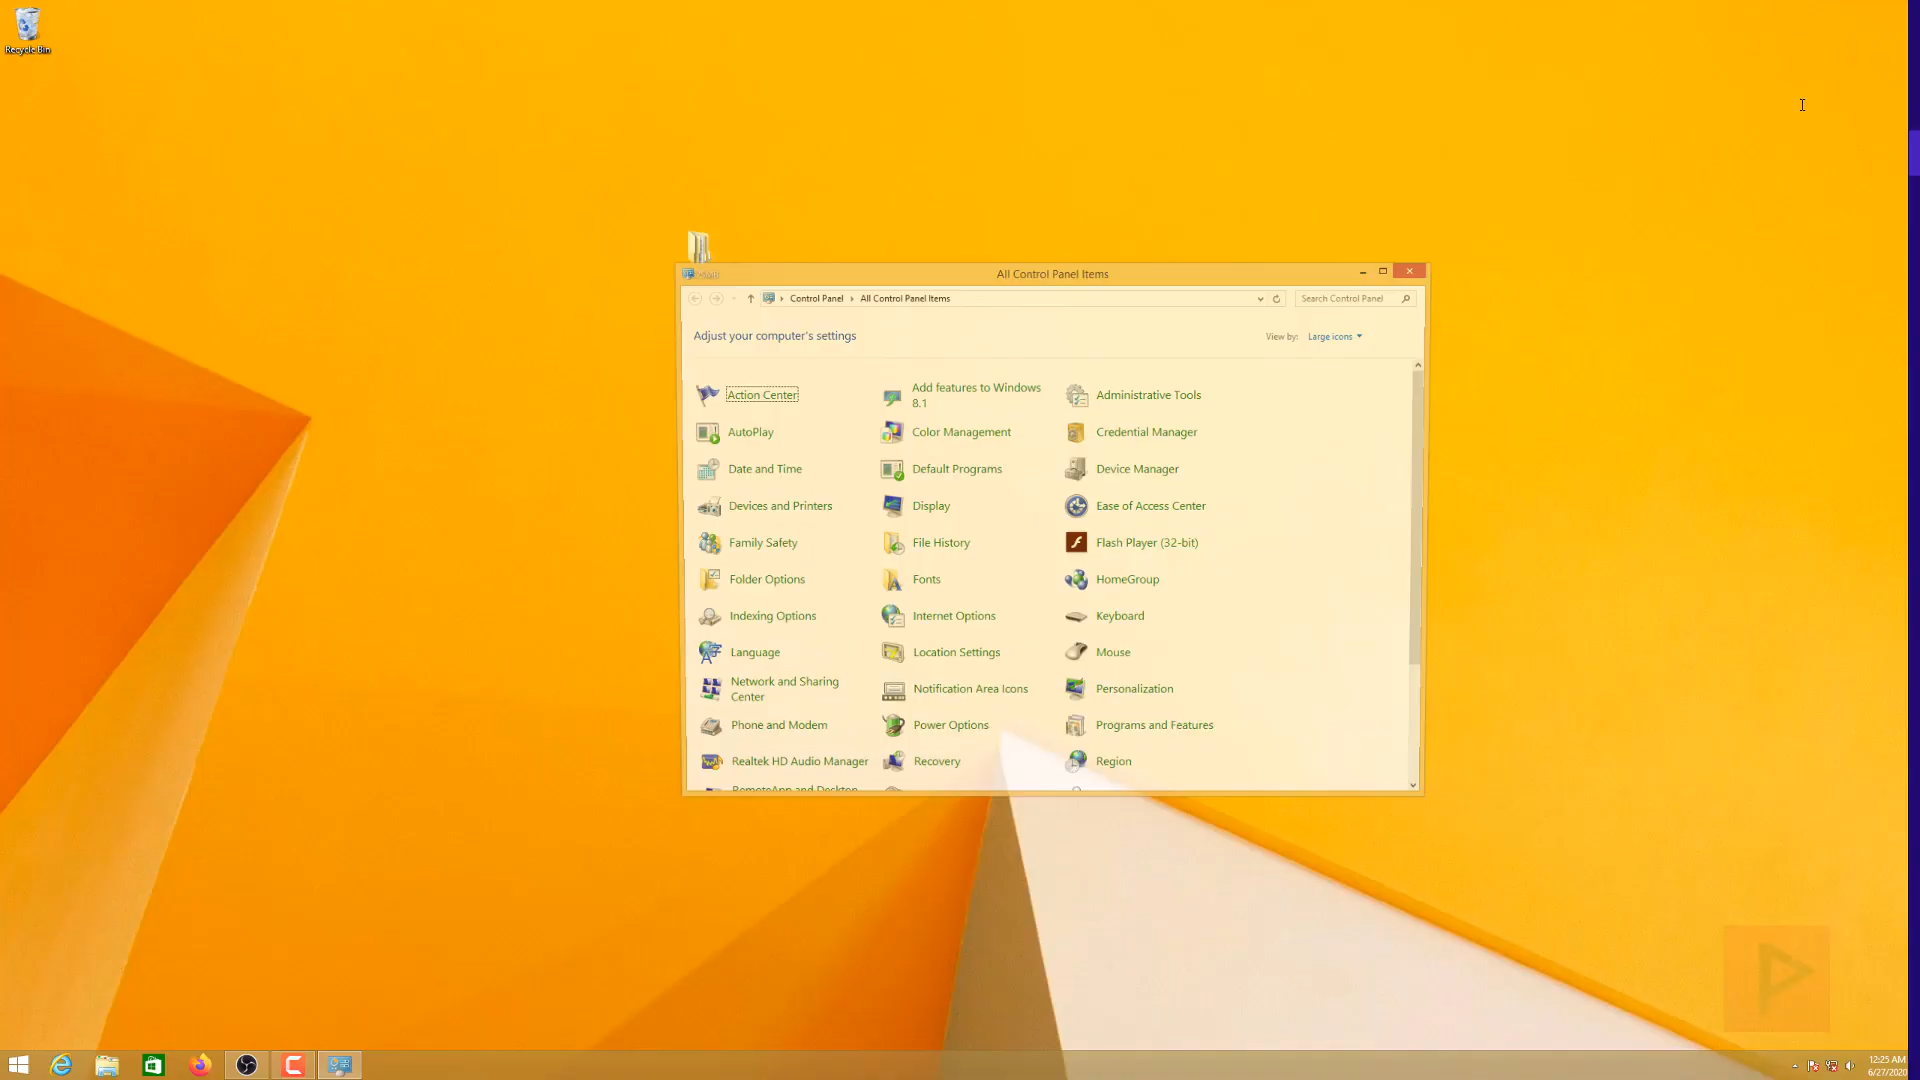 Recycle Bin
All Control Panel Items
Control Panel
All Control Panel Items
Search Control Panel
Adjust your computer's settings
View by: Large icons
Action Center
Add features to Windows
8.1
Administrative Tools
AutoPlay
Color Management
Credential Manager
Date and Time
Default Programs
Device Manager
Devices and Printers
Display
Ease of Access Center
Family Safety
File History
Flash Player (32-bit)
Folder Options
Fonts
HomeGroup
Indexing Options
Internet Options
Keyboard
Language
Location Settings
Mouse
Network and Sharing
Center
Notification Area Icons
Personalization
Phone and Modem
Power Options
Programs and Features
Realtek HD Audio Manager
Recovery
Region
RemoteApp and Desktop
12:25 AM
6/27/2020